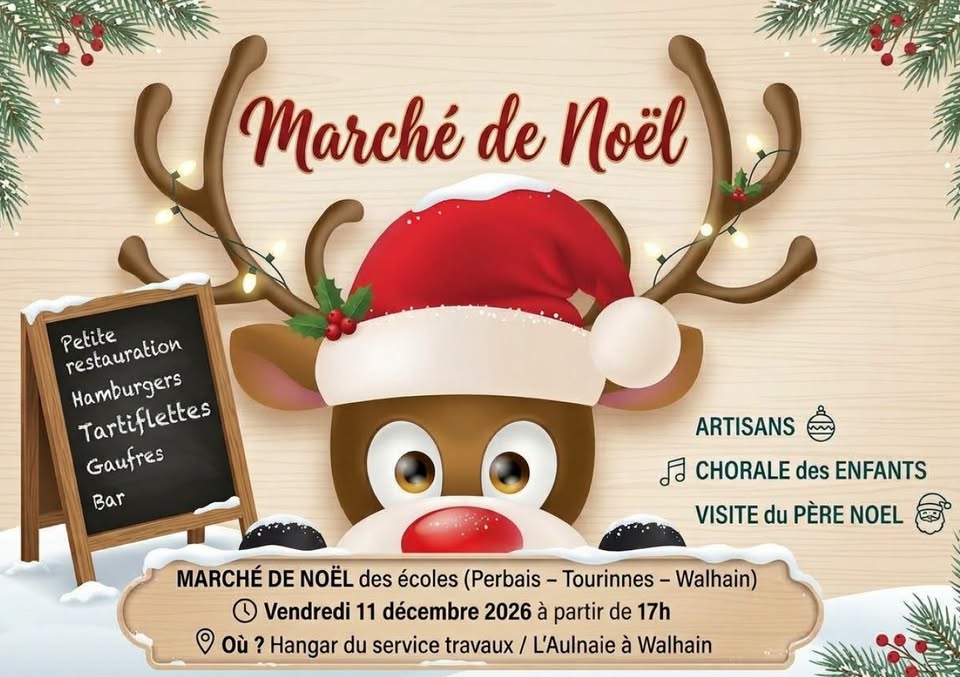 Marché de Noël
Petite
restauration
Hamburgers
Tartiflettes
Gaufres
Bar
ARTISANS
CHORALE des ENFANTS
VISITE du PÈRE NOEL
MARCHÉ DE NOËL des écoles (Perbais – Tourinnes – Walhain)
Vendredi 11 décembre 2026 à partir de 17h
Où ? Hangar du service travaux / L'Aulnaie à Walhain